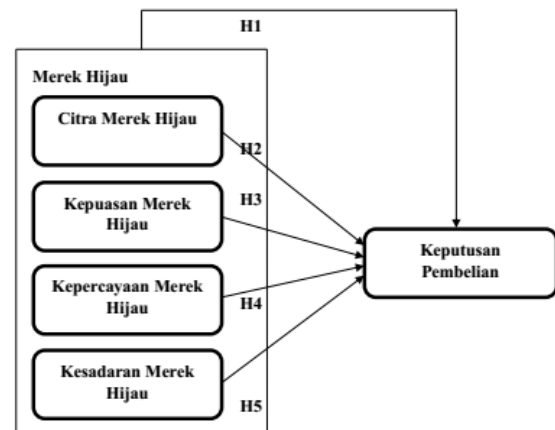 H1
Merek Hijau
Citra Merek Hijau
H2
Kepuasan Merek
Hijau
H3
Keputusan
Pembelian
Kepercayaan Merek
Hijau
H4
Kesadaran Merek
Hijau
H5